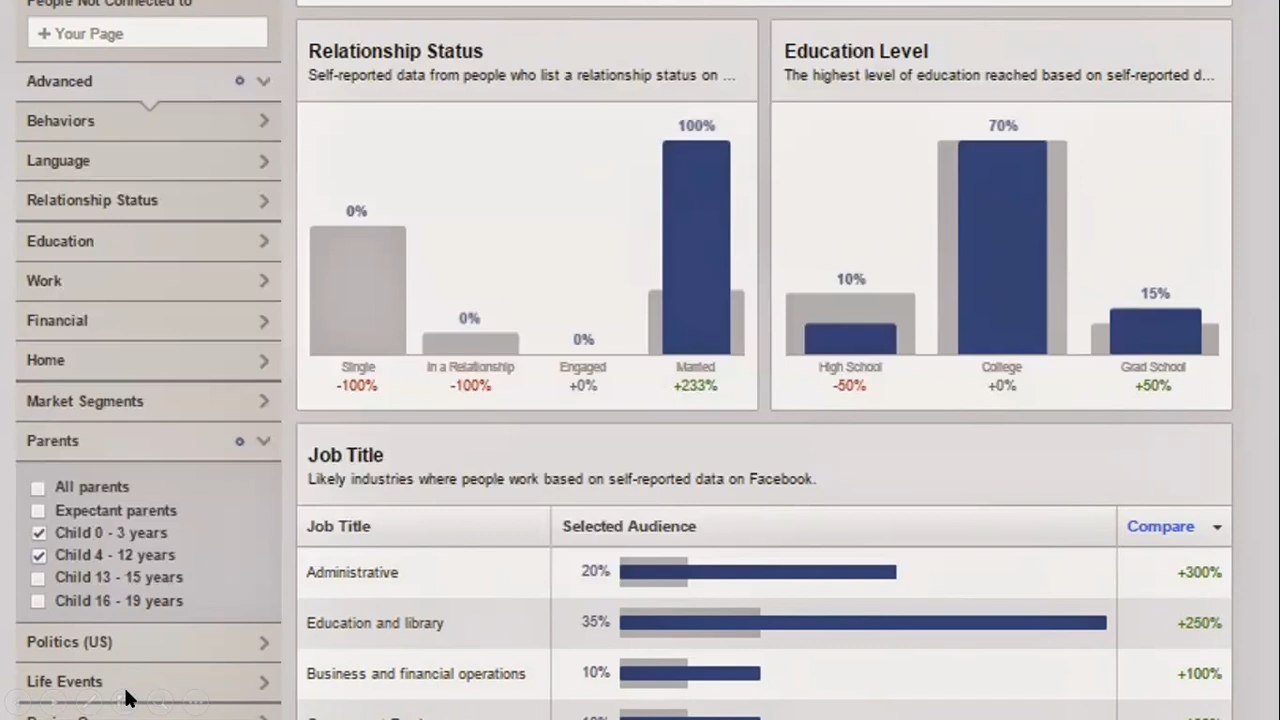 People Not Connected to
+ Your Page
Advanced
Behaviors
Language
Relationship Status
Education
Work
Financial
Home
Market Segments
Parents
All parents
Expectant parents
Child 0 - 3 years
Child 4 - 12 years
Child 13 - 15 years
Child 16 - 19 years
Politics (US)
Life Events
Relationship Status
Self-reported data from people who list a relationship status on ...
100%
0%
0%
0%
Single In a Relationship Engaged Married
-100% -100% +0% +233%
Education Level
The highest level of education reached based on self-reported d...
70%
10%
15%
High School College Grad School
-50% +0% +50%
Job Title
Likely industries where people work based on self-reported data on Facebook.
Job Title Selected Audience Compare
Administrative 20% +300%
Education and library 35% +250%
Business and financial operations 10% +100%